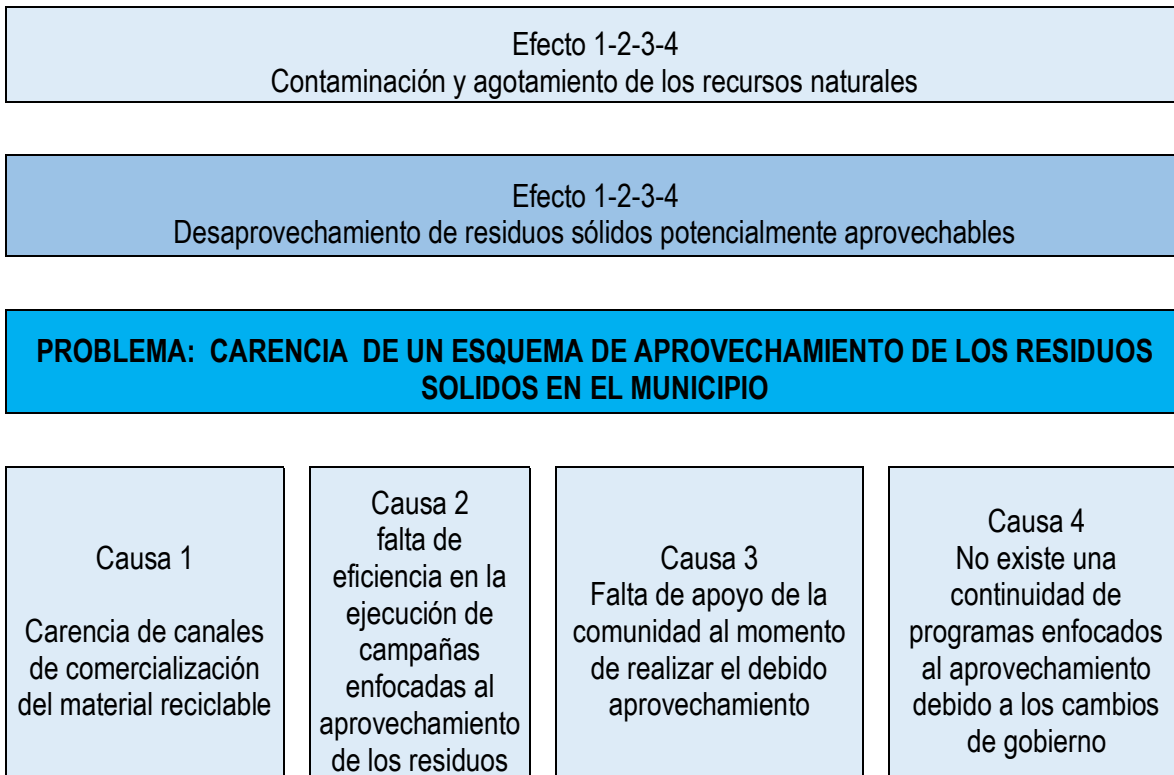 Efecto 1-2-3-4
Contaminación y agotamiento de los recursos naturales
Efecto 1-2-3-4
Desaprovechamiento de residuos sólidos potencialmente aprovechables
PROBLEMA: CARENCIA DE UN ESQUEMA DE APROVECHAMIENTO DE LOS RESIDUOS
SOLIDOS EN EL MUNICIPIO
Causa 1
Carencia de canales
de comercialización
del material reciclable
Causa 2
falta de
eficiencia en la
ejecución de
campañas
enfocadas al
aprovechamiento
de los residuos
Causa 3
Falta de apoyo de la
comunidad al momento
de realizar el debido
aprovechamiento
Causa 4
No existe una
continuidad de
programas enfocados
al aprovechamiento
debido a los cambios
de gobierno